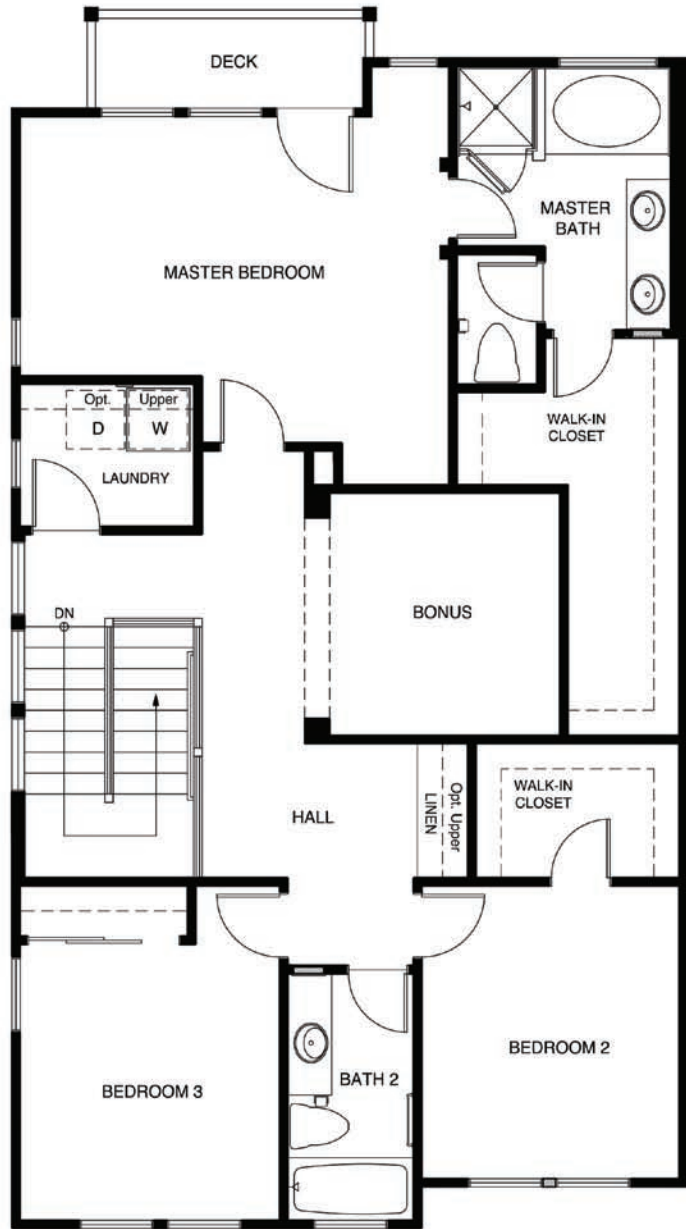 DECK
MASTER
BATH
MASTER BEDROOM
Opt.
D
Upper
W
LAUNDRY
WALK-IN
CLOSET
DN
BONUS
HALL
LINEN
Opt. Upper
WALK-IN
CLOSET
BEDROOM 3
BATH 2
BEDROOM 2